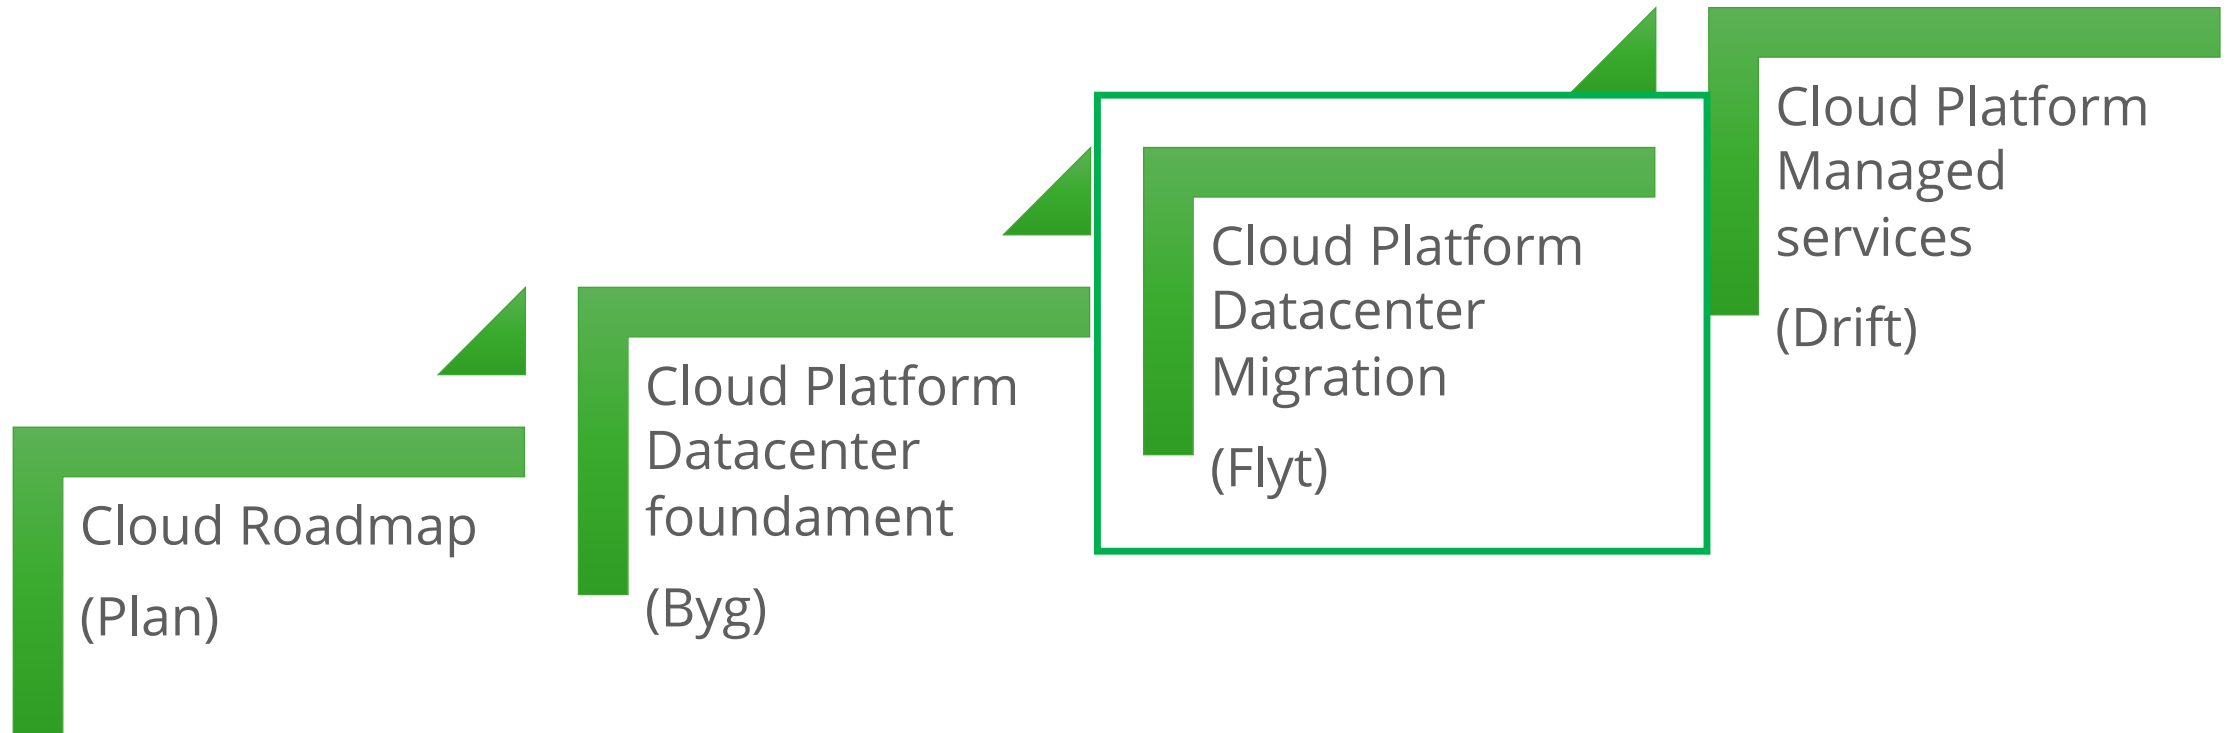 Cloud Roadmap
(Plan)
Cloud Platform
Datacenter
foundament
(Byg)
Cloud Platform
Datacenter
Migration
(Flyt)
Cloud Platform
Managed
services
(Drift)